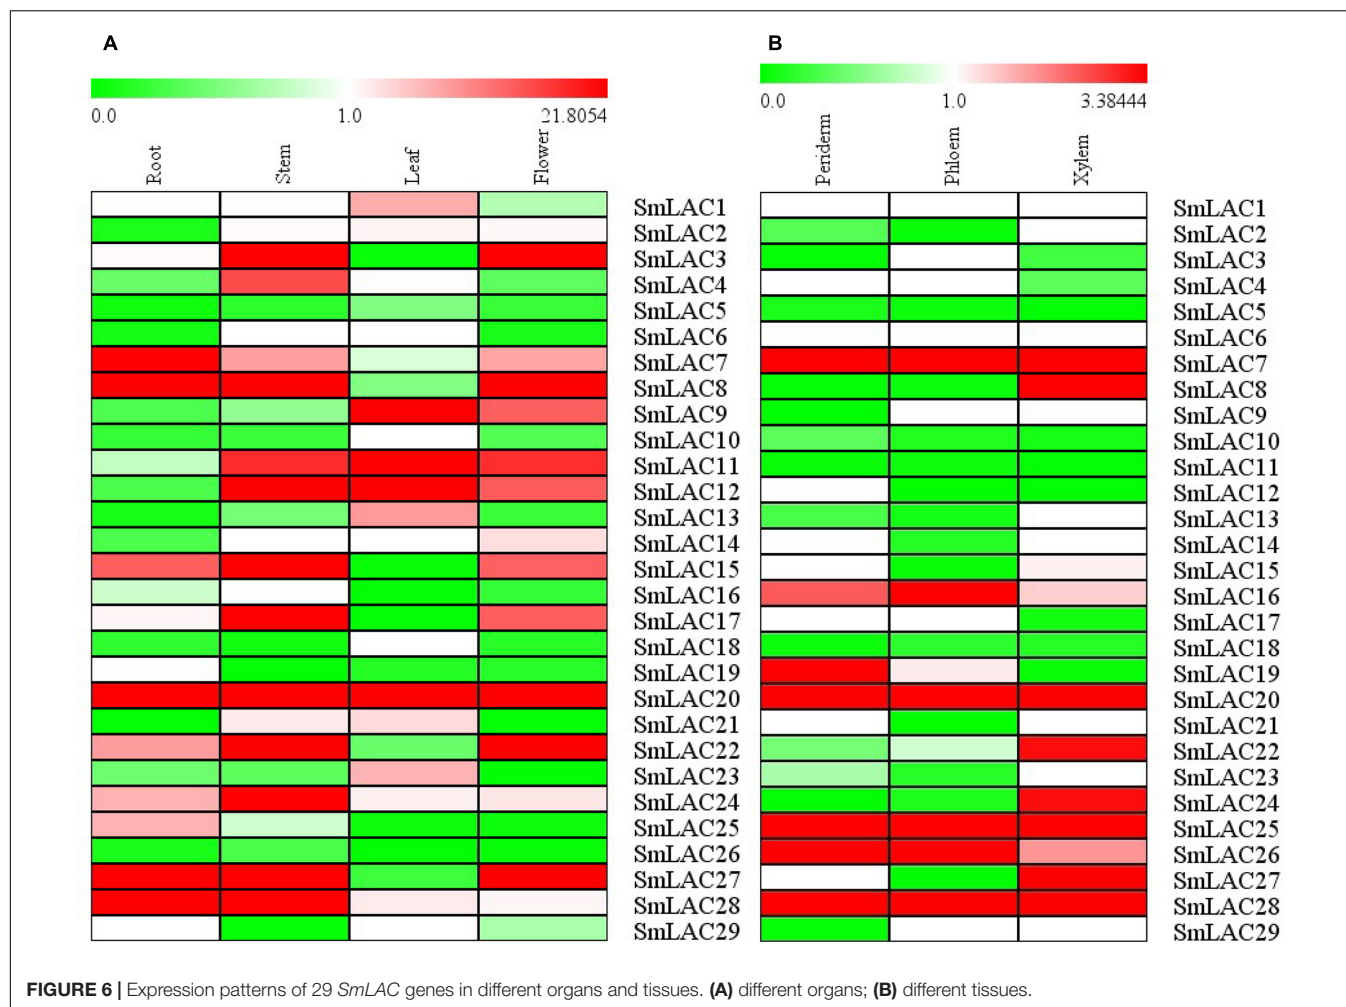 A
B
0.0 1.0 21.8054
0.0 1.0 3.38444
Root Stem Leaf Flower
Periderm Phloem Xylem
SmLAC1 SmLAC1
SmLAC2 SmLAC2
SmLAC3 SmLAC3
SmLAC4 SmLAC4
SmLAC5 SmLAC5
SmLAC6 SmLAC6
SmLAC7 SmLAC7
SmLAC8 SmLAC8
SmLAC9 SmLAC9
SmLAC10 SmLAC10
SmLAC11 SmLAC11
SmLAC12 SmLAC12
SmLAC13 SmLAC13
SmLAC14 SmLAC14
SmLAC15 SmLAC15
SmLAC16 SmLAC16
SmLAC17 SmLAC17
SmLAC18 SmLAC18
SmLAC19 SmLAC19
SmLAC20 SmLAC20
SmLAC21 SmLAC21
SmLAC22 SmLAC22
SmLAC23 SmLAC23
SmLAC24 SmLAC24
SmLAC25 SmLAC25
SmLAC26 SmLAC26
SmLAC27 SmLAC27
SmLAC28 SmLAC28
SmLAC29 SmLAC29
FIGURE 6 | Expression patterns of 29 SmLAC genes in different organs and tissues. (A) different organs; (B) different tissues.